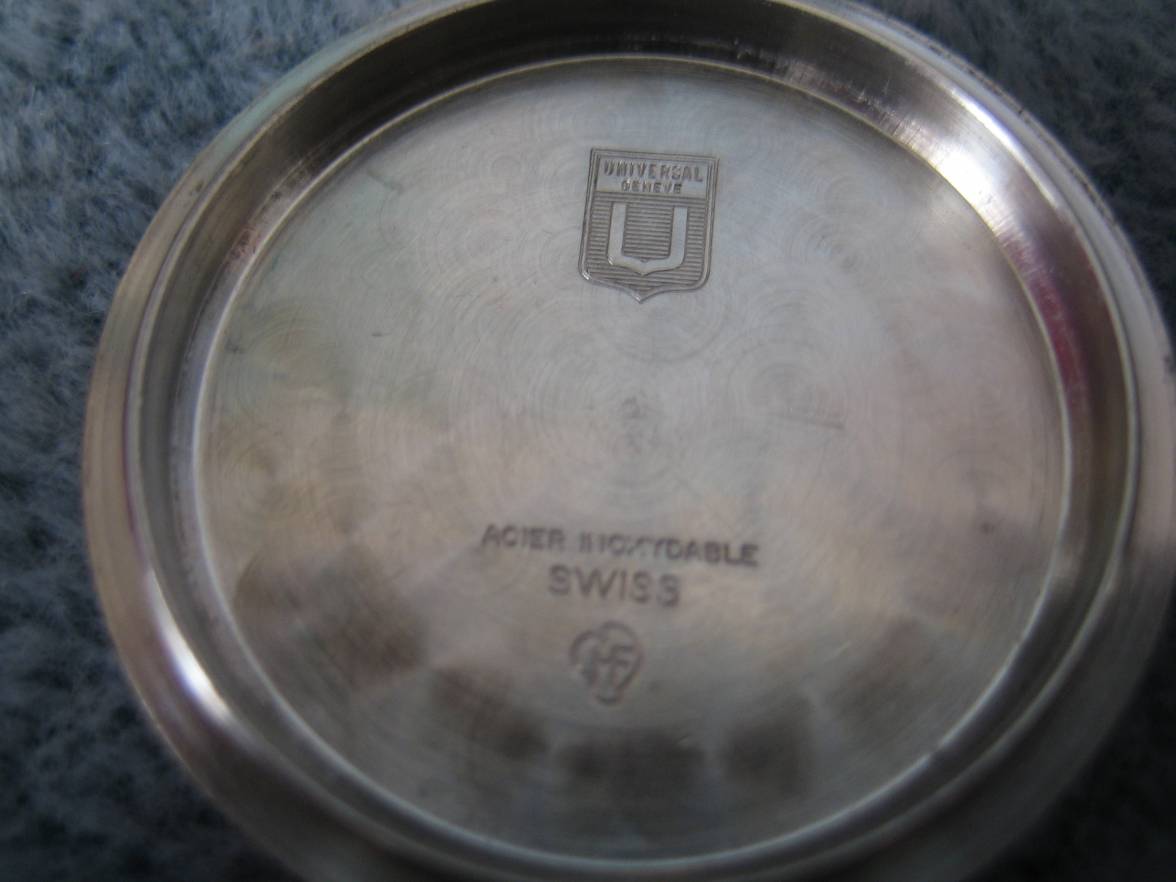 UNIVERSAL
GENEVE
U
ACIER INOXYDABLE
SWISS